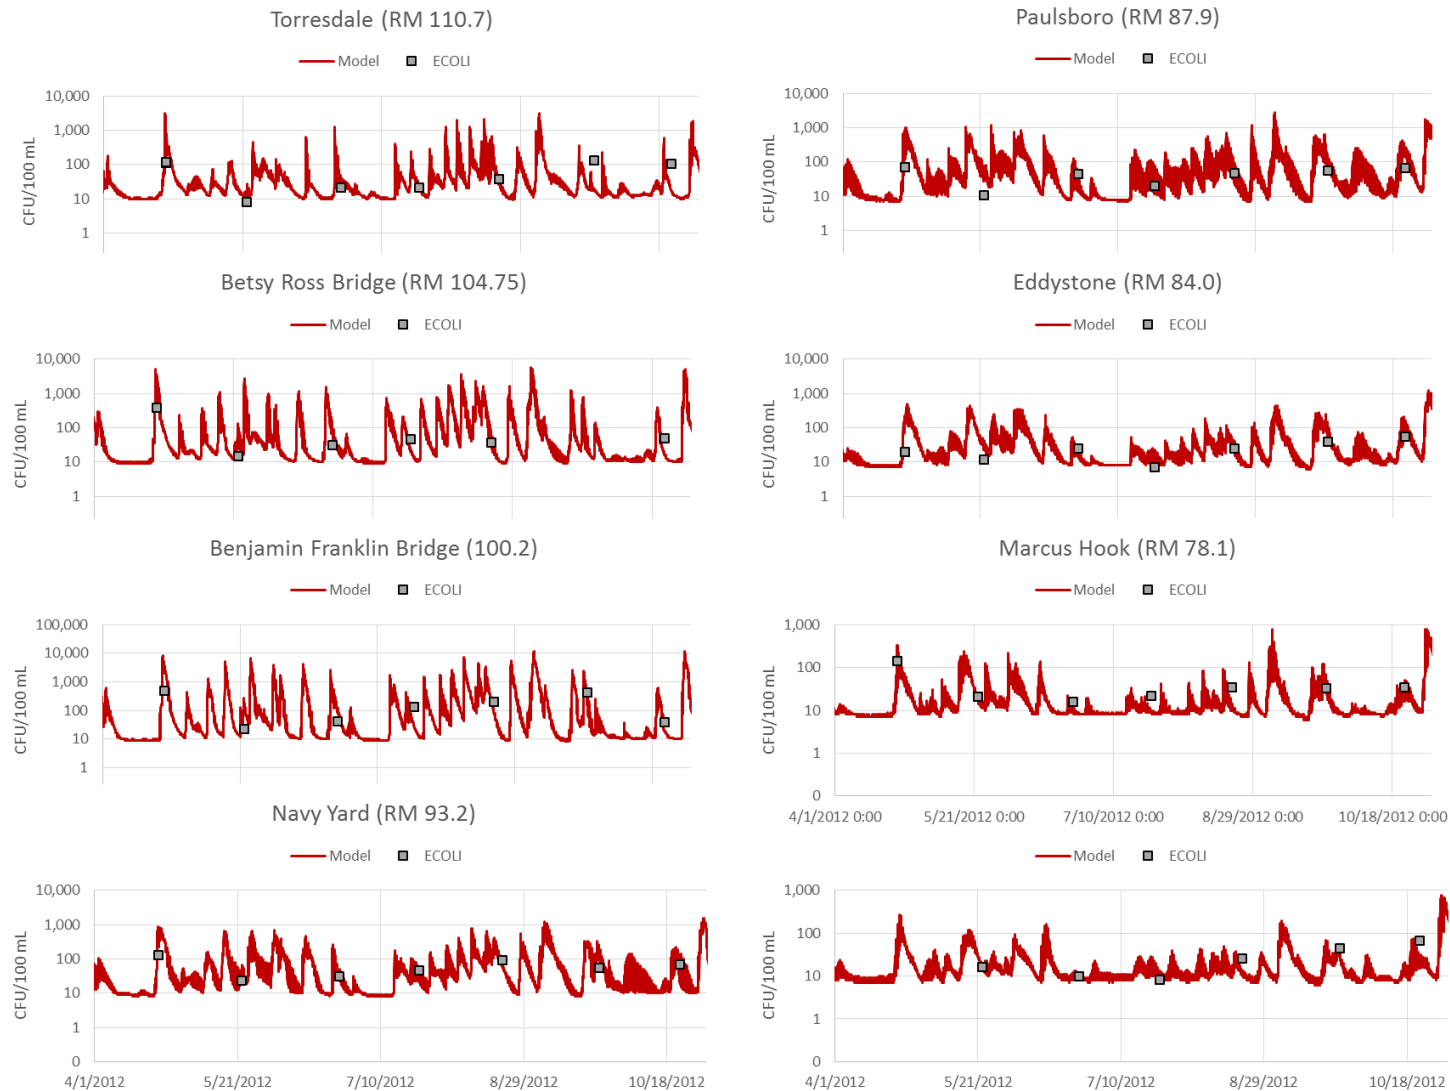 Torresdale (RM 110.7)
Model ECOLI
10,000
1,000
100
10
1
CFU/100 mL
Betsy Ross Bridge (RM 104.75)
Model ECOLI
10,000
1,000
100
10
1
CFU/100 mL
Benjamin Franklin Bridge (100.2)
Model ECOLI
100,000
10,000
1,000
100
10
1
CFU/100 mL
Navy Yard (RM 93.2)
Model ECOLI
10,000
1,000
100
10
1
0
CFU/100 mL
4/1/2012 5/21/2012 7/10/2012 8/29/2012 10/18/2012
Paulsboro (RM 87.9)
Model ECOLI
10,000
1,000
100
10
1
CFU/100 mL
Eddystone (RM 84.0)
Model ECOLI
10,000
1,000
100
10
1
CFU/100 mL
Marcus Hook (RM 78.1)
Model ECOLI
1,000
100
10
1
0
CFU/100 mL
4/1/2012 0:00 5/21/2012 0:00 7/10/2012 0:00 8/29/2012 0:00 10/18/2012 0:00
Model ECOLI
1,000
100
10
1
0
CFU/100 mL
4/1/2012 5/21/2012 7/10/2012 8/29/2012 10/18/2012